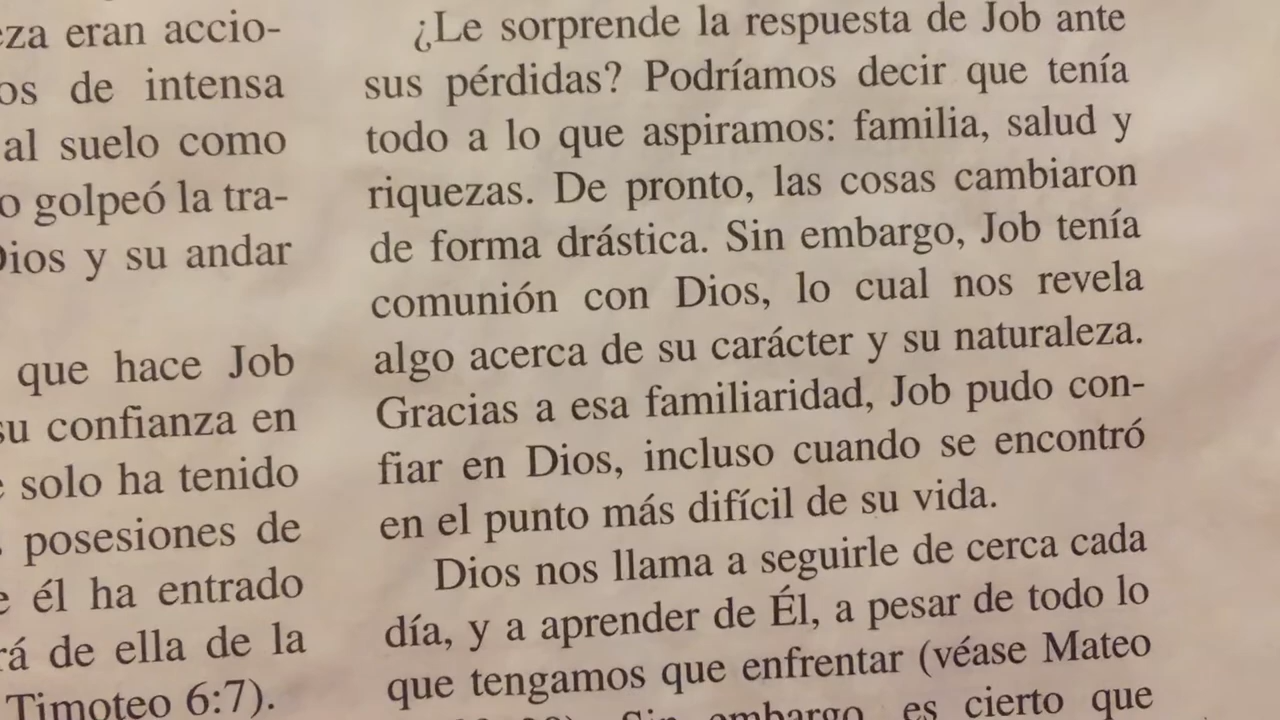 eza eran accio-
os de intensa
al suelo como
o golpeó la tra-
Dios y su andar
que hace Job
su confianza en
solo ha tenido
posesiones de
él ha entrado
rá de ella de la
Timoteo 6:7).
¿Le sorprende la respuesta de Job ante
sus pérdidas? Podríamos decir que tenía
todo a lo que aspiramos: familia, salud y
riquezas. De pronto, las cosas cambiaron
de forma drástica. Sin embargo, Job tenía
comunión con Dios, lo cual nos revela
algo acerca de su carácter y su naturaleza.
Gracias a esa familiaridad, Job pudo con-
fiar en Dios, incluso cuando se encontró
en el punto más difícil de su vida.
Dios nos llama a seguirle de cerca cada
día, y a aprender de Él, a pesar de todo lo
que tengamos que enfrentar (véase Mateo
Sin embargo, es cierto que